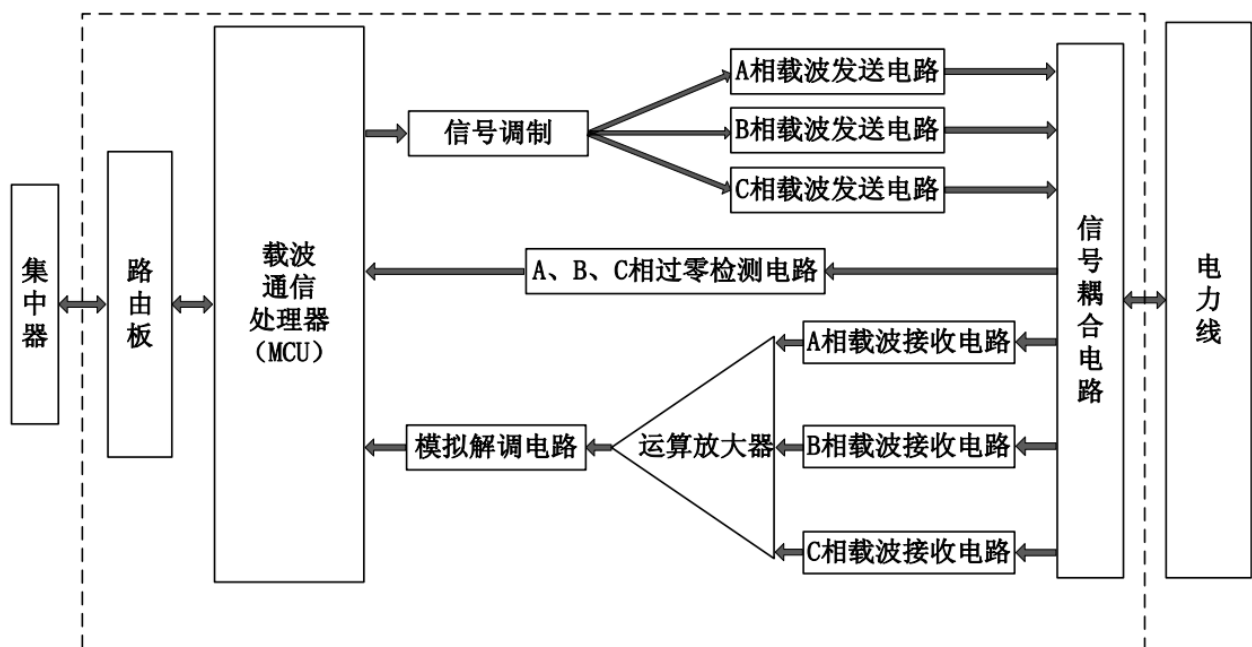 集中器
路由板
载波
通信
处理器
（MCU）
信号调制
A相载波发送电路
B相载波发送电路
C相载波发送电路
A、B、C相过零检测电路
模拟解调电路
运算放大器
A相载波接收电路
B相载波接收电路
C相载波接收电路
信号耦合电路
电力线